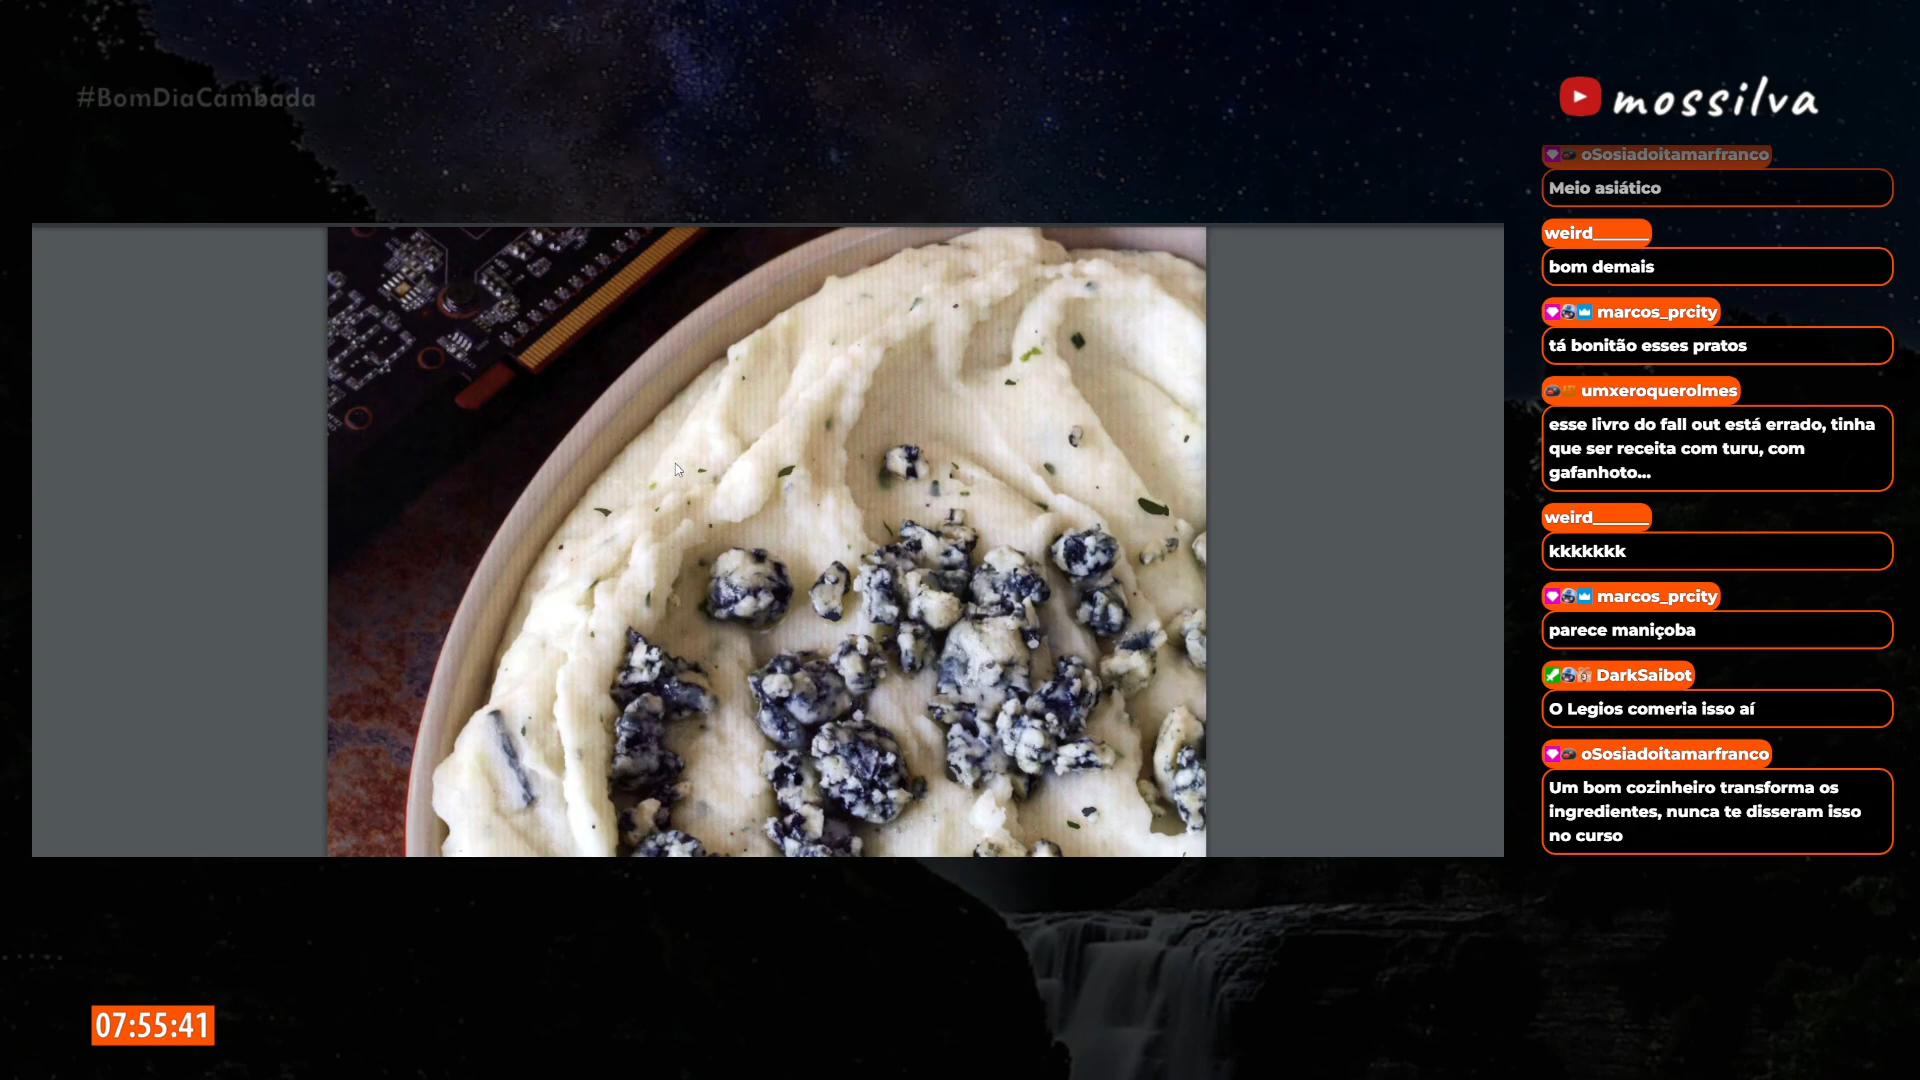 #BomDiaCambada
mossilva
oSosiadoitamarfranco
Meio asiático
weird_______
bom demais
marcos_prcity
tá bonitão esses pratos
umxeroquerolmes
esse livro do fall out está errado, tinha
que ser receita com turu, com
gafanhoto...
weird_______
kkkkkkk
marcos_prcity
parece maniçoba
DarkSaibot
O Legios comeria isso aí
oSosiadoitamarfranco
Um bom cozinheiro transforma os
ingredientes, nunca te disseram isso
no curso
07:55:41